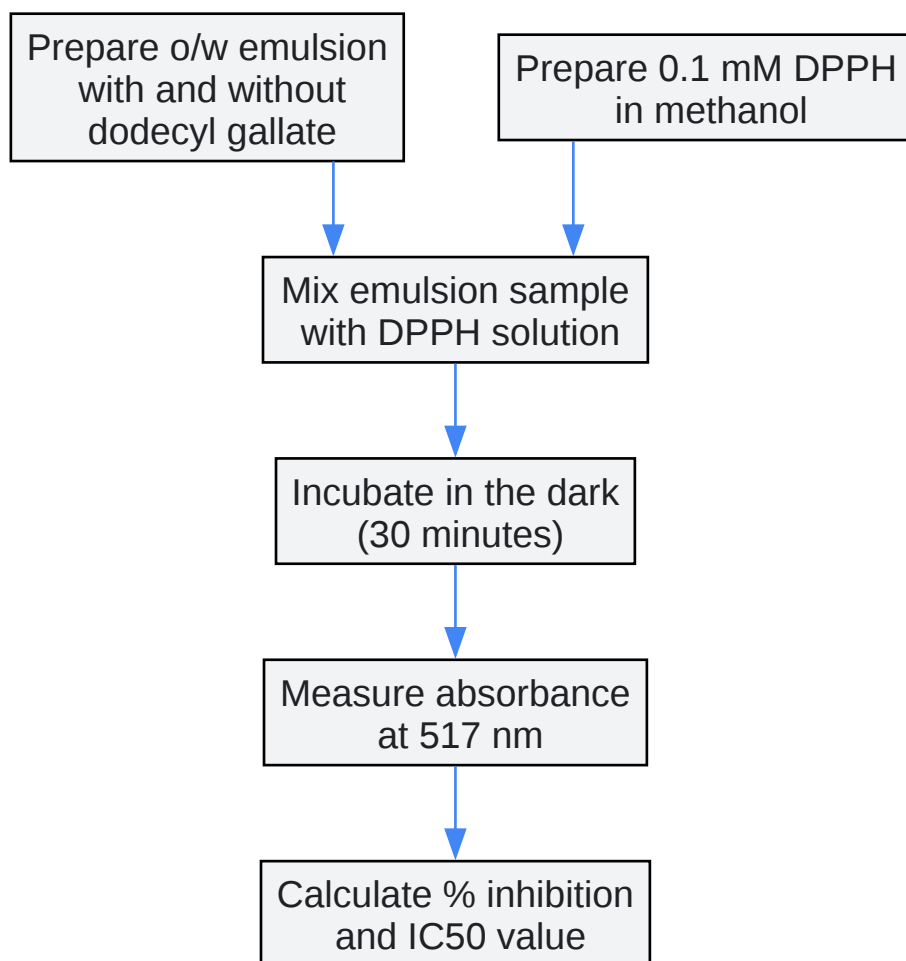 Prepare o/w emulsion
with and without
dodecyl gallate
Prepare 0.1 mM DPPH
in methanol
Mix emulsion sample
with DPPH solution
Incubate in the dark
(30 minutes)
Measure absorbance
at 517 nm
Calculate % inhibition
and IC50 value